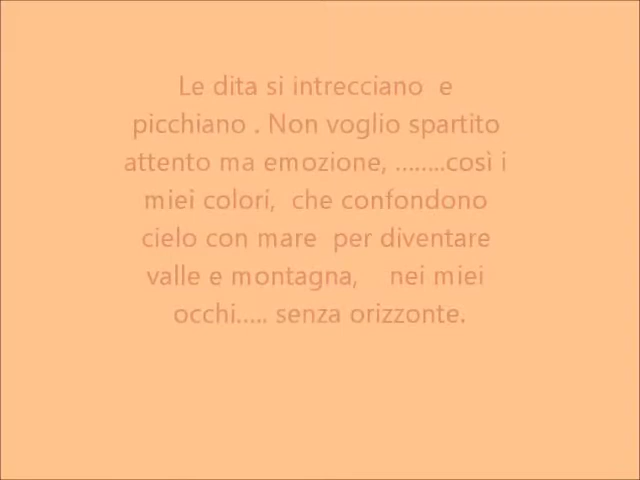 Le dita si intrecciano  e
picchiano . Non voglio spartito
attento ma emozione, ........così i
miei colori,  che confondono
cielo con mare  per diventare
valle e montagna,    nei miei
occhi..... senza orizzonte.